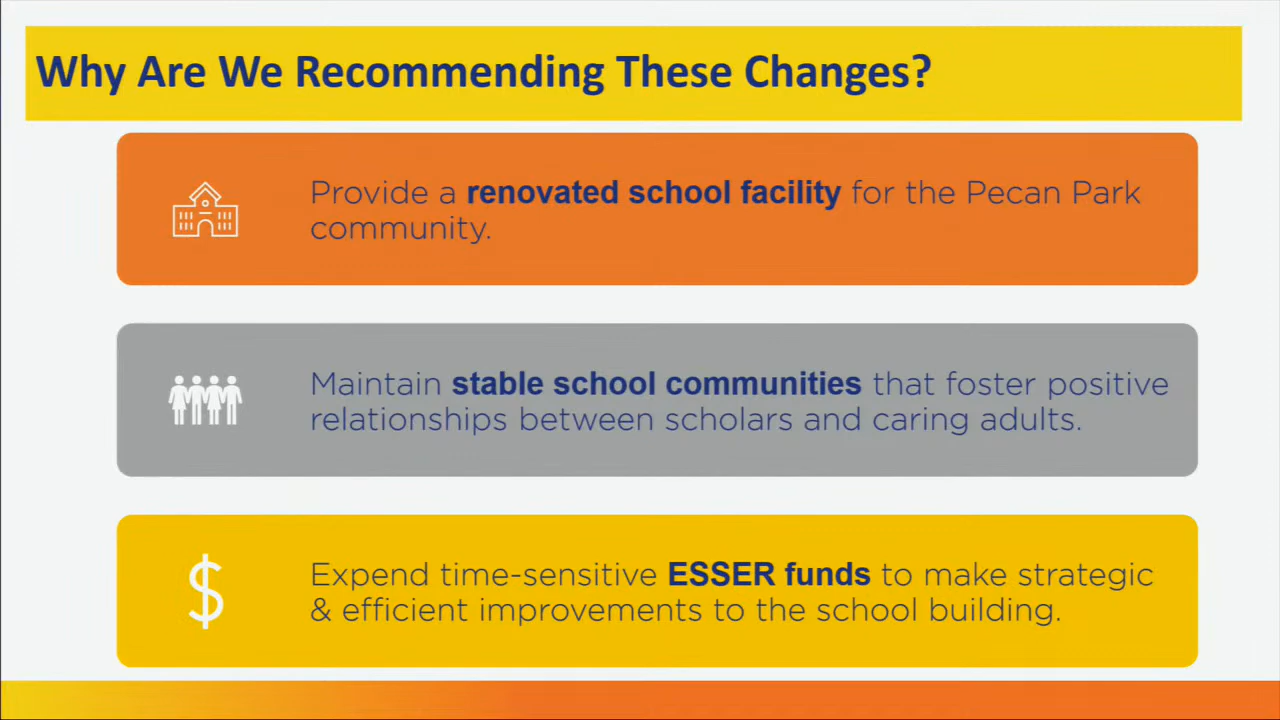 Why Are We Recommending These Changes?
Provide a renovated school facility for the Pecan Park
community.
Maintain stable school communities that foster positive
relationships between scholars and caring adults.
$
Expend time-sensitive ESSER funds to make strategic
& efficient improvements to the school building.